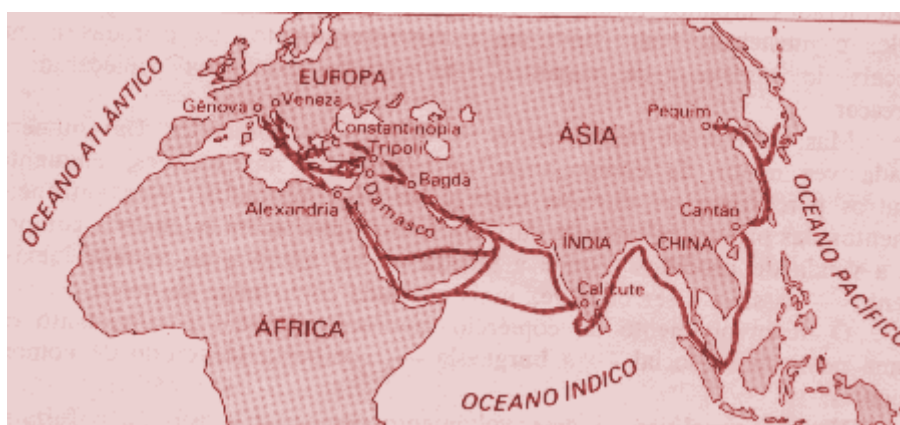 OCEANO ATLÂNTICO
EUROPA
Gênova
Veneza
Constantinopla
Tripoli
Bagdá
Damasco
Alexandria
ÁSIA
Pequim
Cantão
ÍNDIA
CHINA
Calicute
ÁFRICA
OCEANO ÍNDICO
OCEANO PACÍFICO